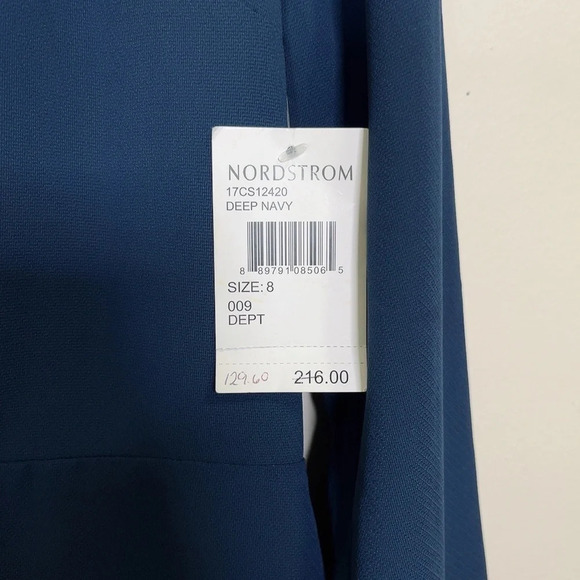 NORDSTROM
17CS12420
DEEP NAVY
8 89791 08506 5
SIZE: 8
009
DEPT
129.60 216.00